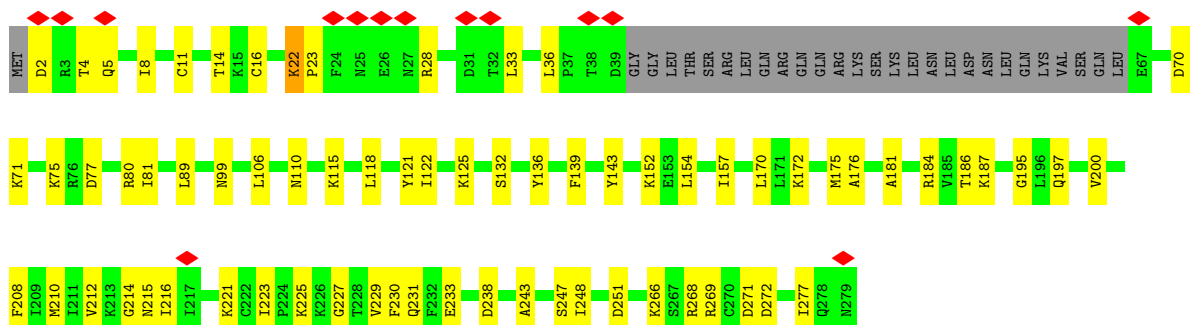 MET D2 R3 T4 Q5 I8 C11 T14 K15 C16 K22 P23 F24 N25 E26 N27 R28 D31 T32 L33 L36 P37 T38 D39 GLY GLY LEU THR SER ARG LEU GLN ARG GLN GLN ARG LYS SER LYS LEU ASN LEU ASP ASN LEU GLN LYS VAL SER GLN LEU E67 D70
K71 K75 R76 D77 R80 I81 L89 N99 L106 N110 K115 L118 Y121 I122 K125 S132 Y136 F139 Y143 K152 E153 L154 I157 L170 L171 K172 M175 A176 A181 R184 V185 T186 K187 G195 L196 Q197 V200
F208 I209 M210 I211 V212 K213 G214 N215 I216 I217 K221 C222 I223 P224 K225 K226 G227 T228 V229 F230 Q231 F232 E233 D238 A243 S247 I248 D251 K266 S267 R268 R269 C270 D271 D272 I277 Q278 N279